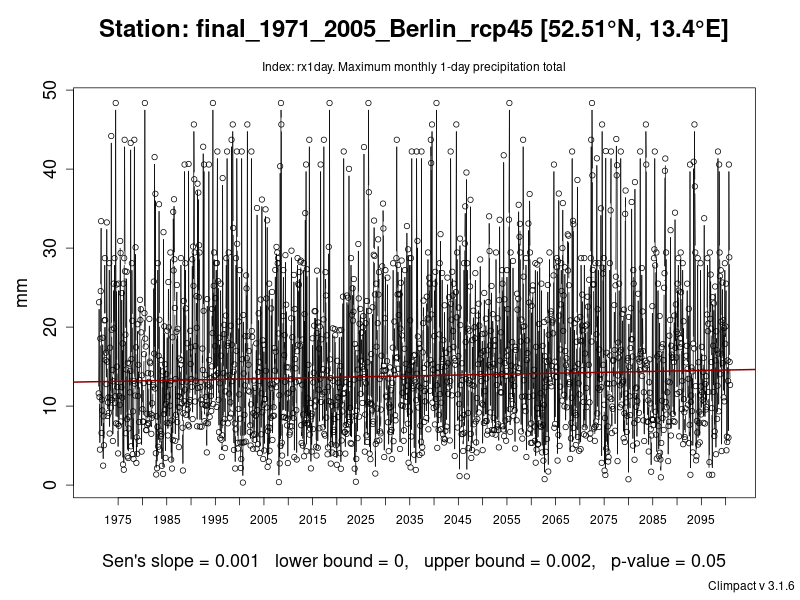 Station: final_1971_2005_Berlin_rcp45 [52.51°N, 13.4°E]
Index: rx1day. Maximum monthly 1-day precipitation total
50
40
30
20
10
0
mm
1975 1985 1995 2005 2015 2025 2035 2045 2055 2065 2075 2085 2095
Sen's slope = 0.001 lower bound = 0, upper bound = 0.002, p-value = 0.05
Climpact v 3.1.6